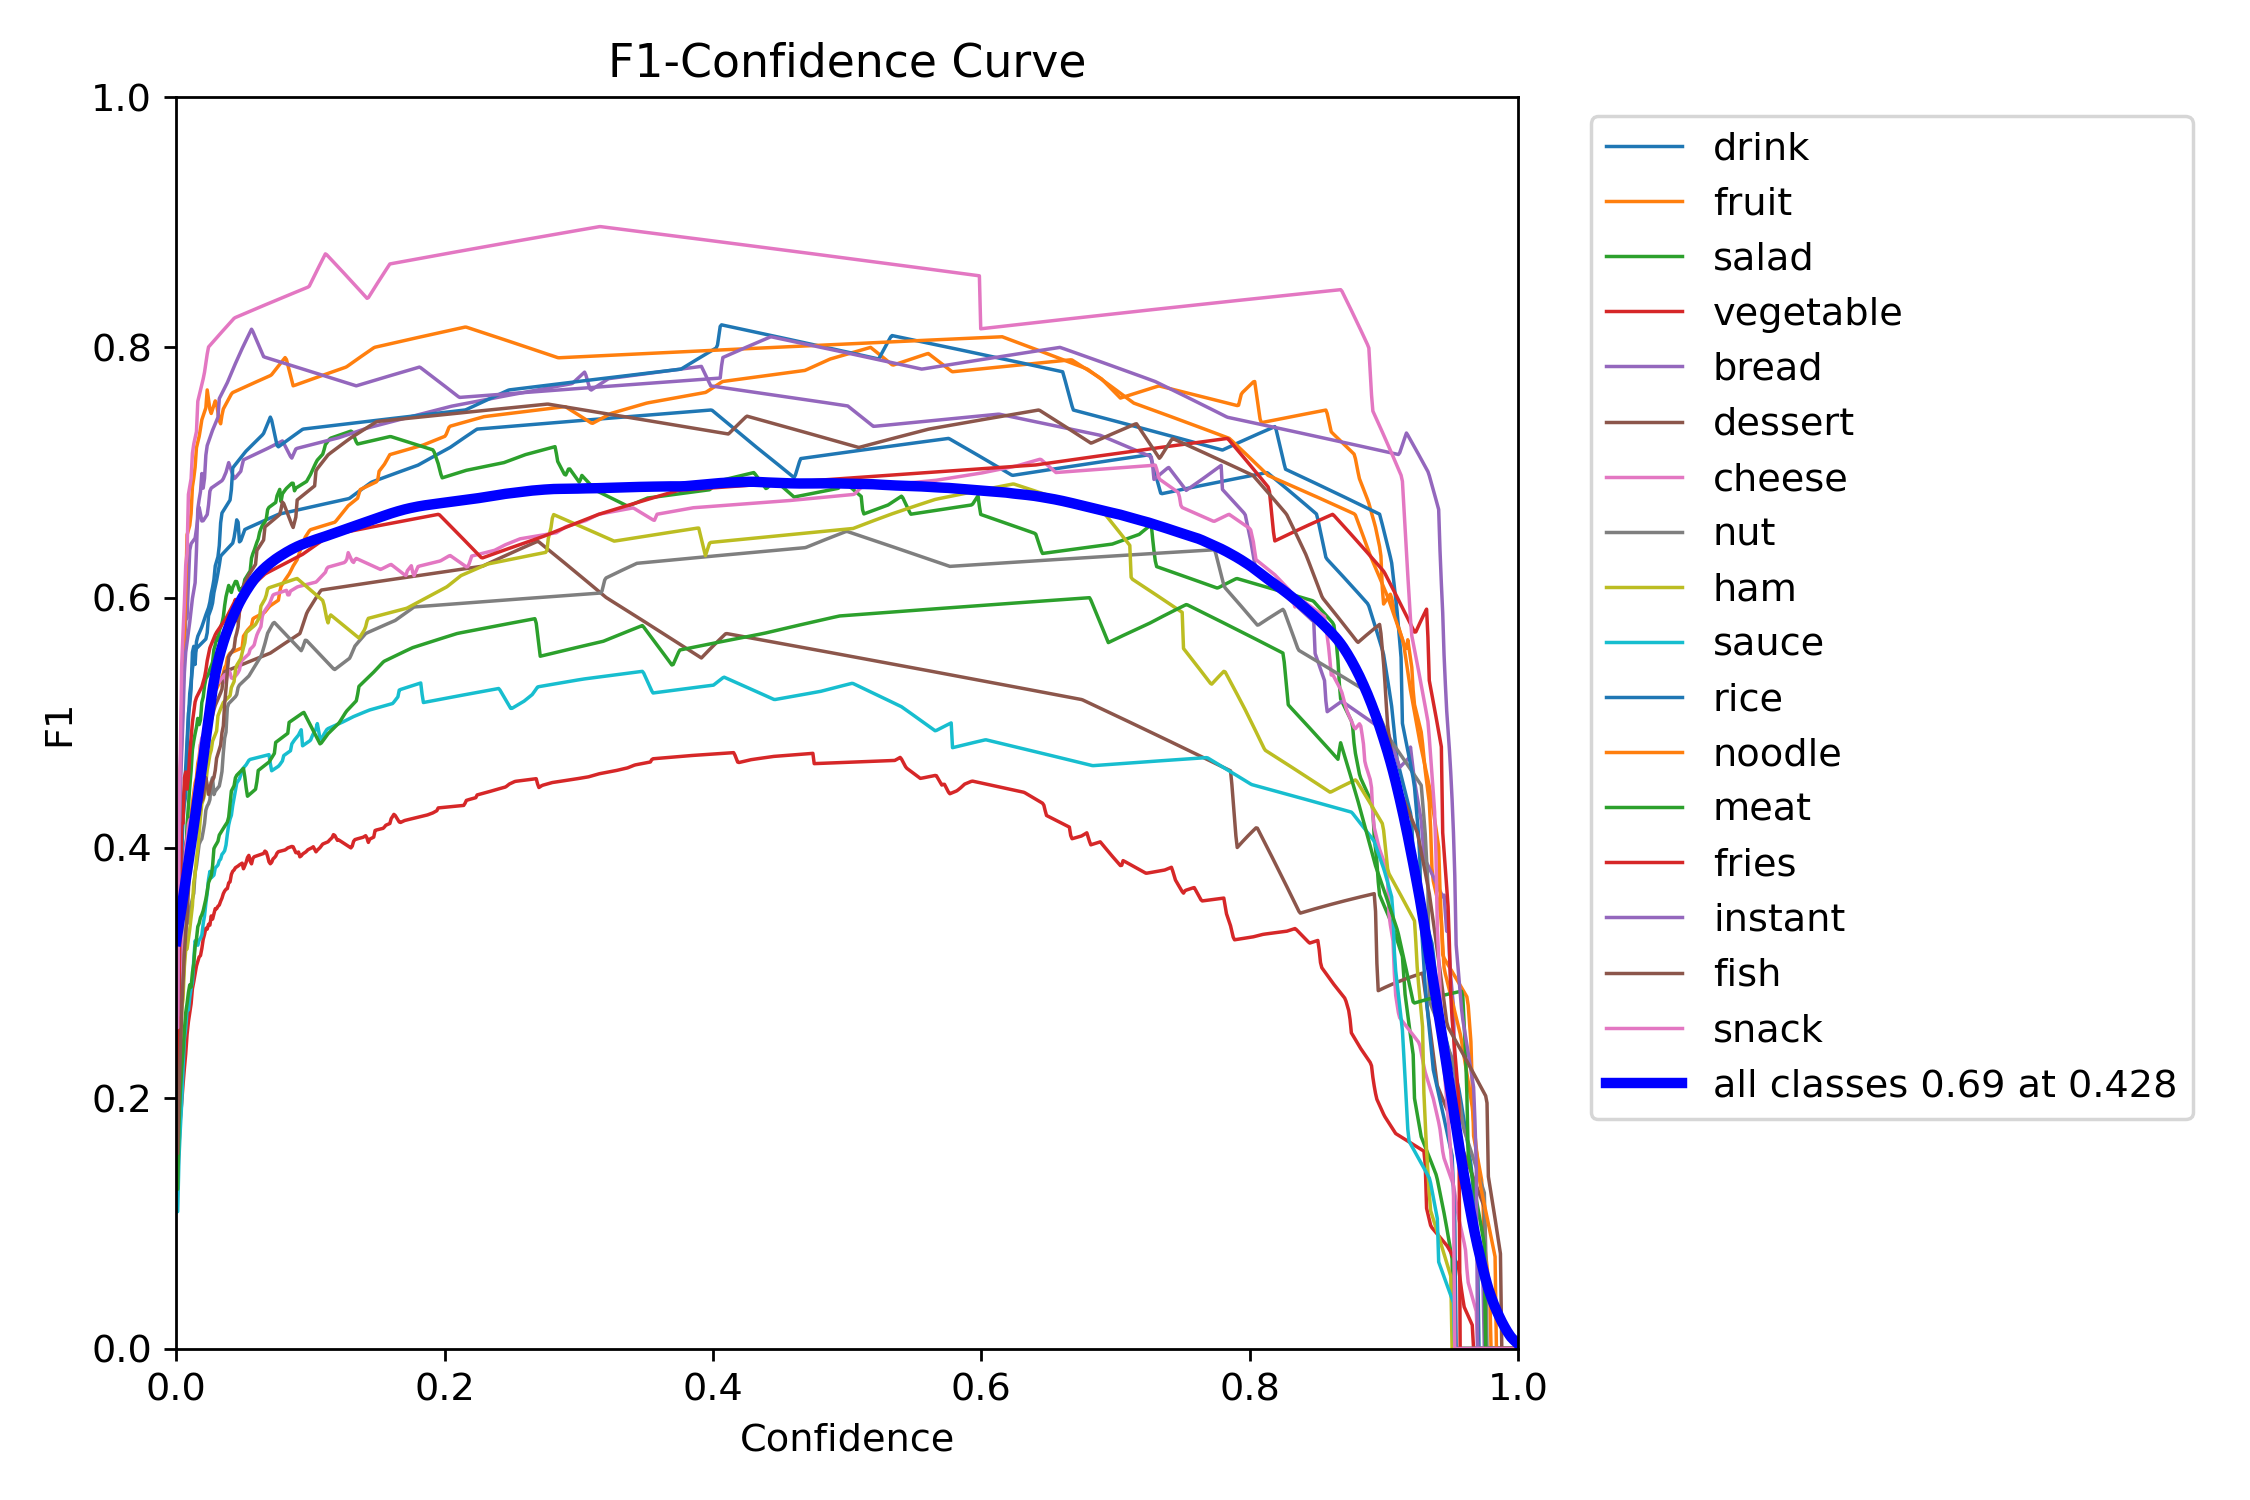 F1-Confidence Curve
1.0
0.8
0.6
0.4
0.2
0.0
F1
0.0 0.2 0.4 0.6 0.8 1.0
Confidence
drink
fruit
salad
vegetable
bread
dessert
cheese
nut
ham
sauce
rice
noodle
meat
fries
instant
fish
snack
all classes 0.69 at 0.428